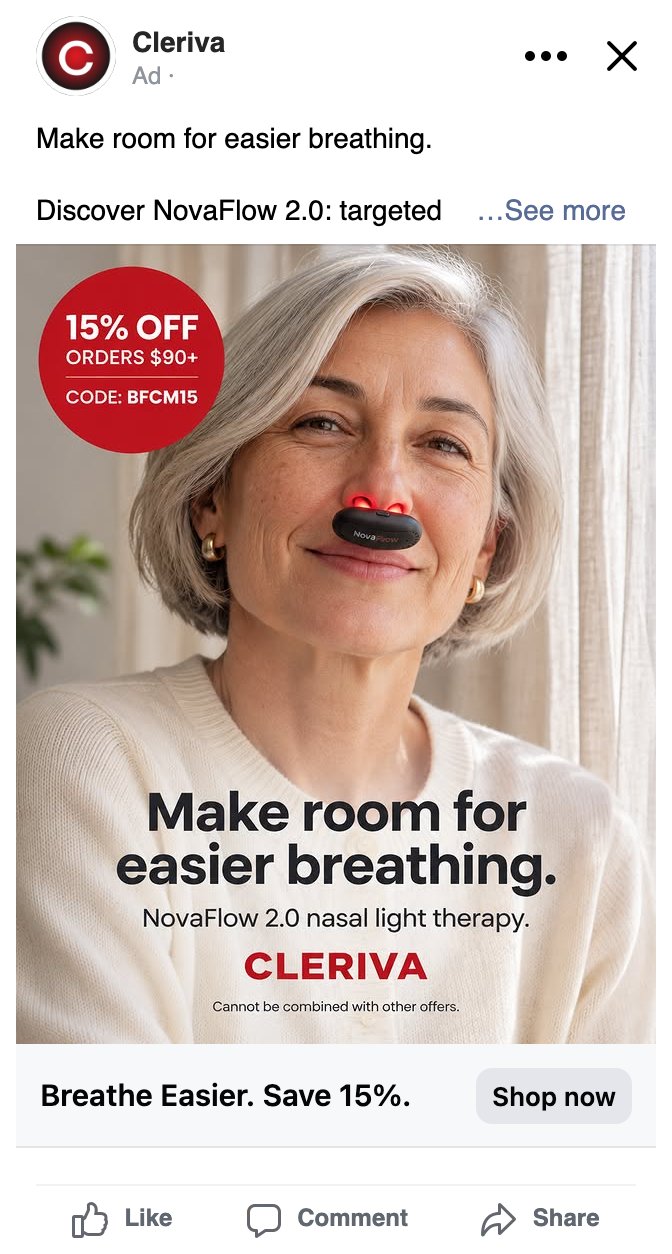 C
Cleriva
Ad ·
Make room for easier breathing.
Discover NovaFlow 2.0: targeted …See more
15% OFF
ORDERS $90+
CODE: BFCM15
NovaFlow
Make room for
easier breathing.
NovaFlow 2.0 nasal light therapy.
CLERIVA
Cannot be combined with other offers.
Breathe Easier. Save 15%.
Shop now
Like
Comment
Share